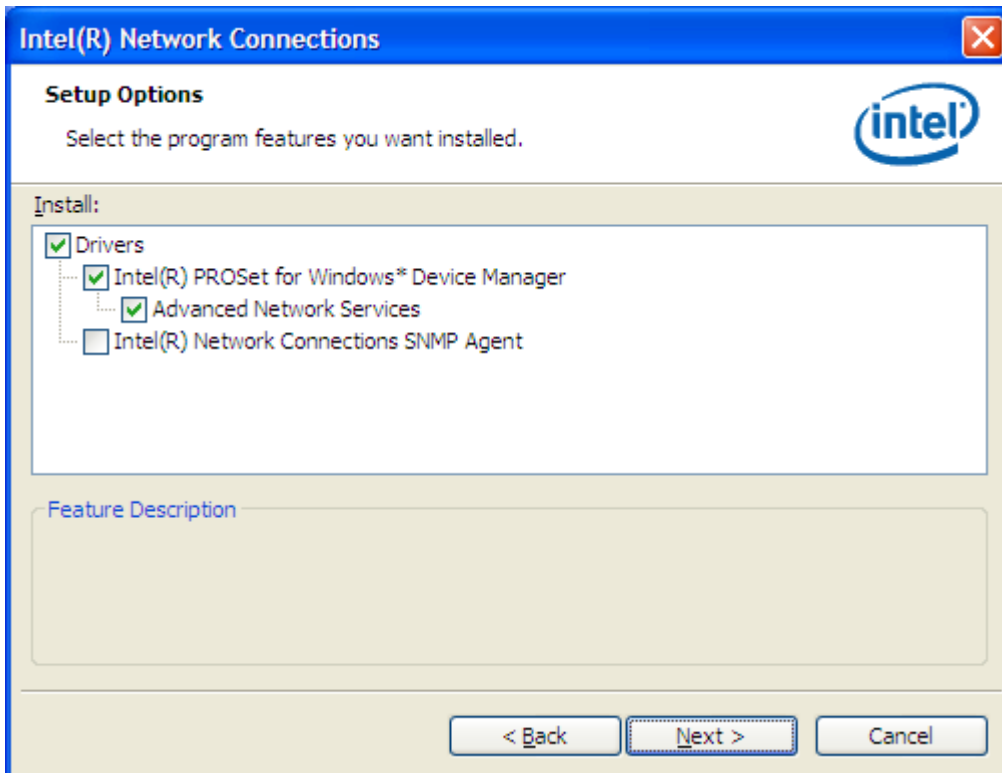 Intel(R) Network Connections
Setup Options
Select the program features you want installed.
intel
Install:
Drivers
Intel(R) PROSet for Windows* Device Manager
Advanced Network Services
Intel(R) Network Connections SNMP Agent
Feature Description
< Back
Next >
Cancel